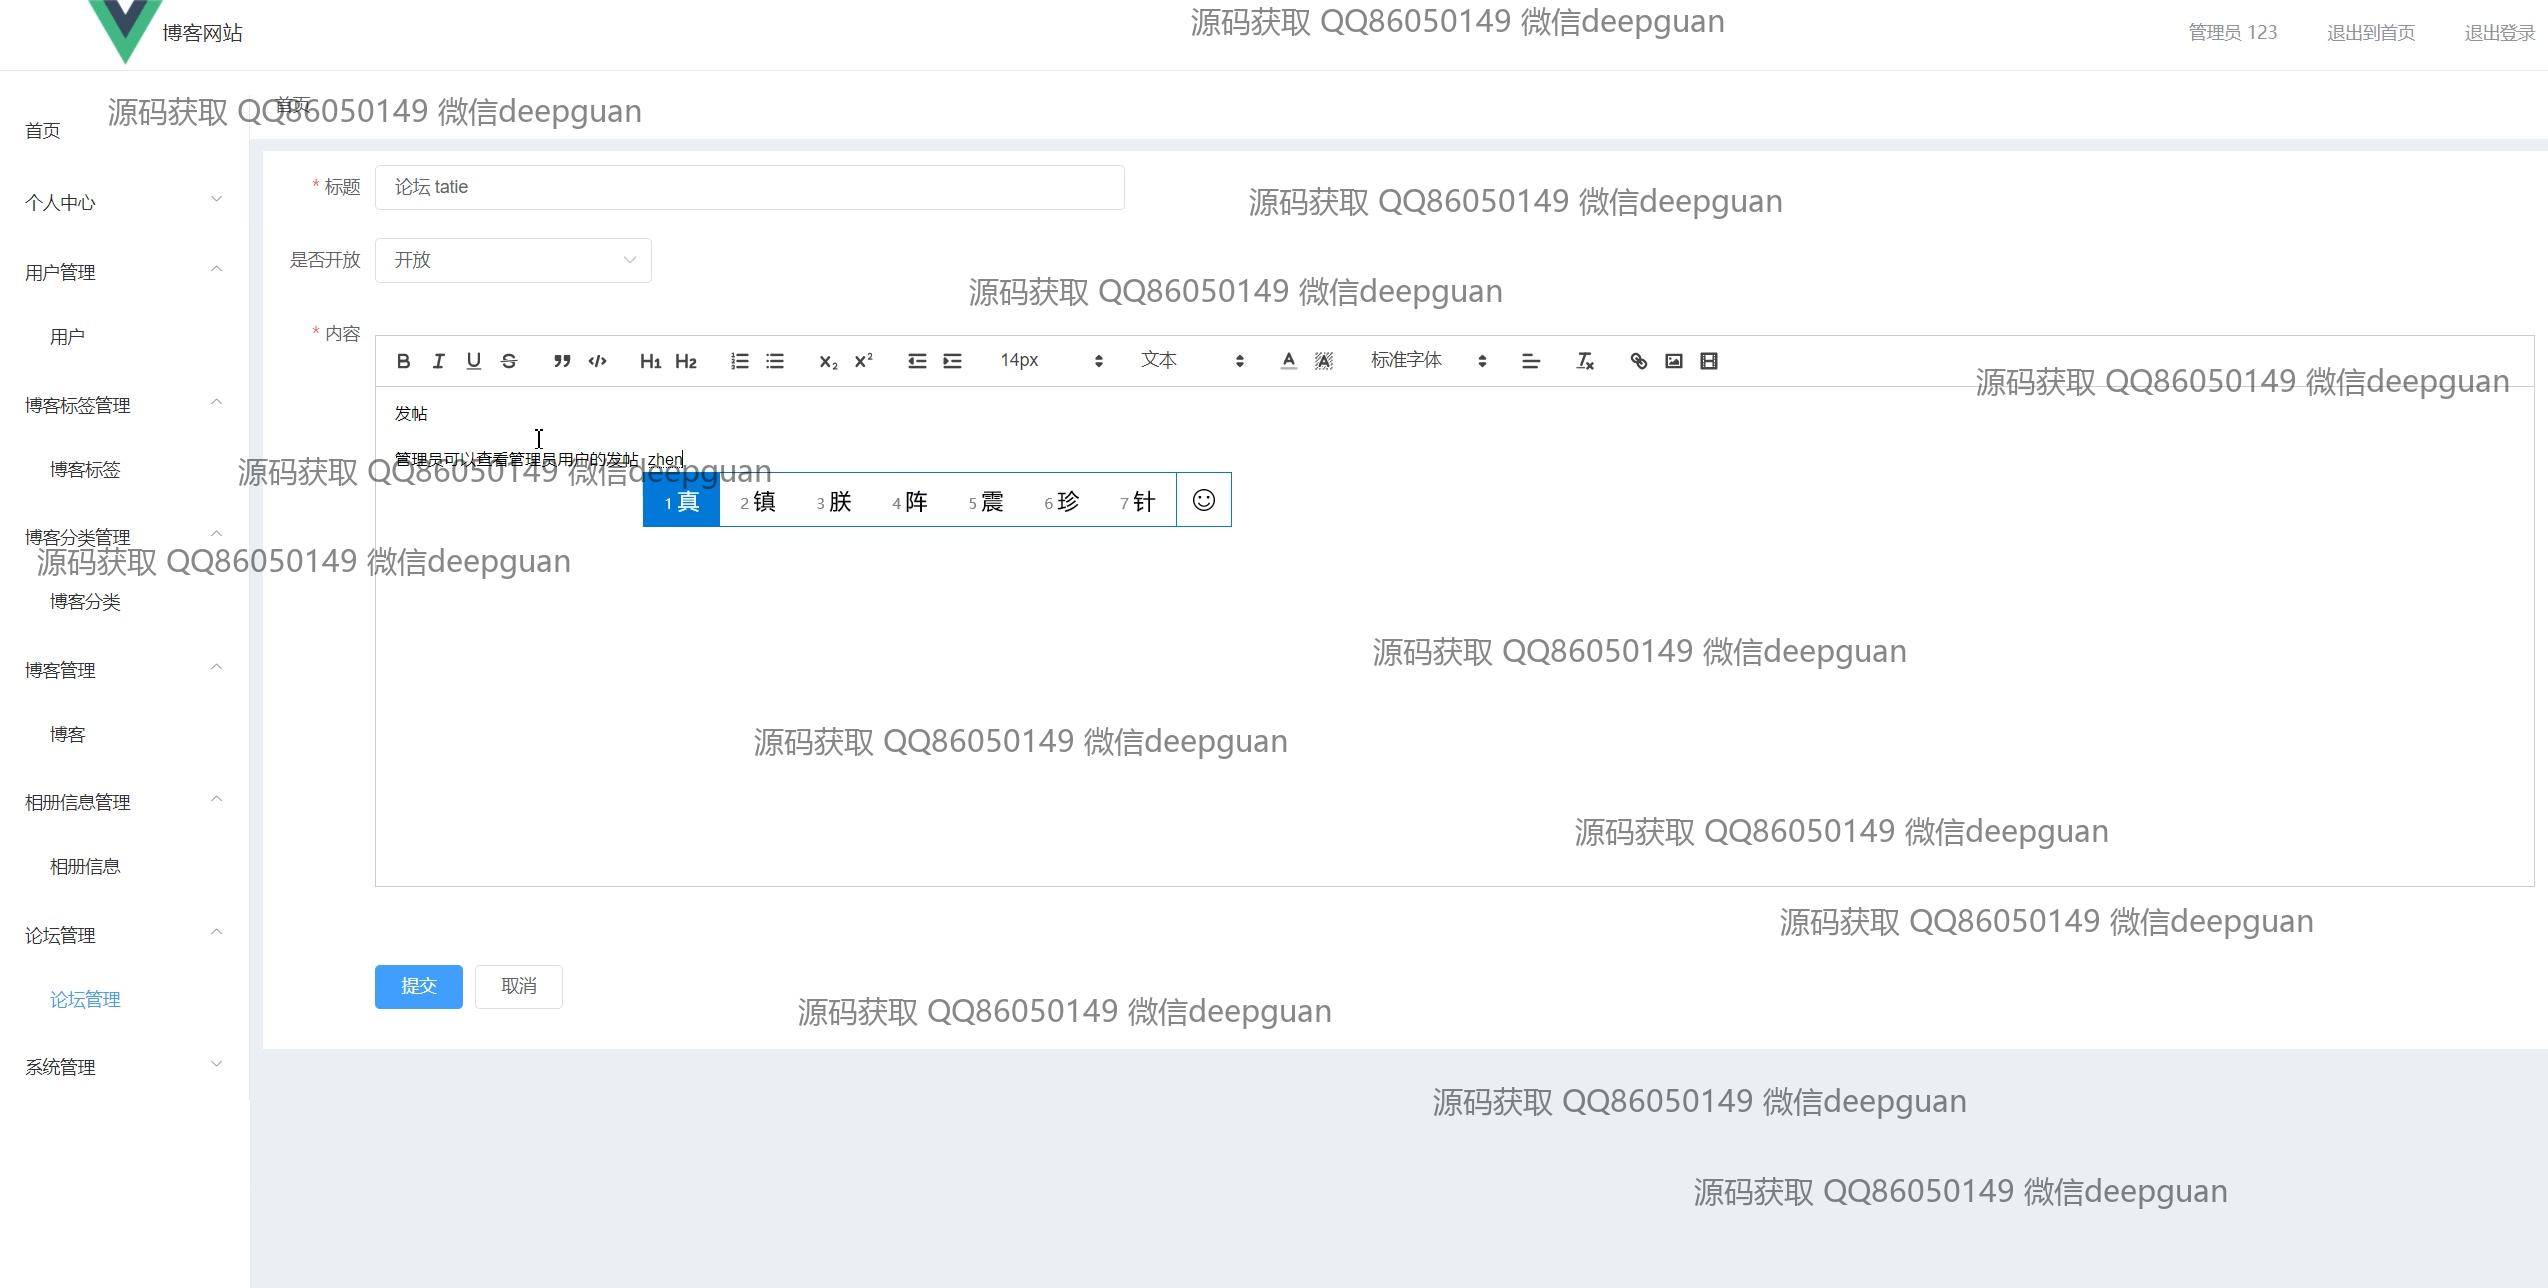 博客网站
源码获取 QQ86050149 微信deepguan
管理员 123
退出到首页
退出登录
首页
源码获取 QQ86050149 微信deepguan
首页
个人中心
* 标题
论坛 tatie
源码获取 QQ86050149 微信deepguan
用户管理
是否开放
开放
源码获取 QQ86050149 微信deepguan
用户
* 内容
B I U S H1 H2 X2 X2 14px 文本 A A 标准字体 Tx
源码获取 QQ86050149 微信deepguan
博客标签管理
发帖
管理员可以查看管理员用户的发帖 zhen
博客标签
源码获取 QQ86050149 微信deepguan
1 真 2 镇 3 朕 4 阵 5 震 6 珍 7 针
博客分类管理
源码获取 QQ86050149 微信deepguan
博客分类
源码获取 QQ86050149 微信deepguan
博客管理
博客
源码获取 QQ86050149 微信deepguan
相册信息管理
源码获取 QQ86050149 微信deepguan
相册信息
论坛管理
源码获取 QQ86050149 微信deepguan
提交
取消
论坛管理
源码获取 QQ86050149 微信deepguan
系统管理
源码获取 QQ86050149 微信deepguan
源码获取 QQ86050149 微信deepguan